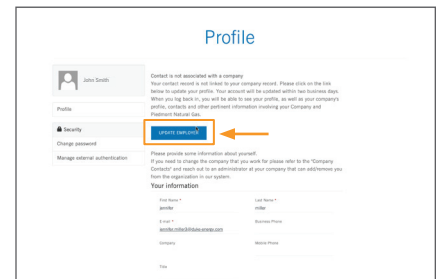 Profile
John Smith
Profile
Security
Change password
Manage external authentication
Contact is not associated with a company
Your contact record is not linked to your company record. Please click on the link
below to update your profile. Your account will be updated within two business days.
When you log back in, you will be able to see your profile, as well as your company's
profile, contacts and other pertinent information involving your Company and
Piedmont Natural Gas.
UPDATE EMPLOYER
Please provide some information about yourself.
If you need to change the company that you work for please refer to the "Company
Contacts" and reach out to an administrator at your company that can add/remove you
from the organization in our system.
Your information
First Name *
Last Name *
jennifer
miller
E-mail *
Business Phone
Company
Mobile Phone
Title